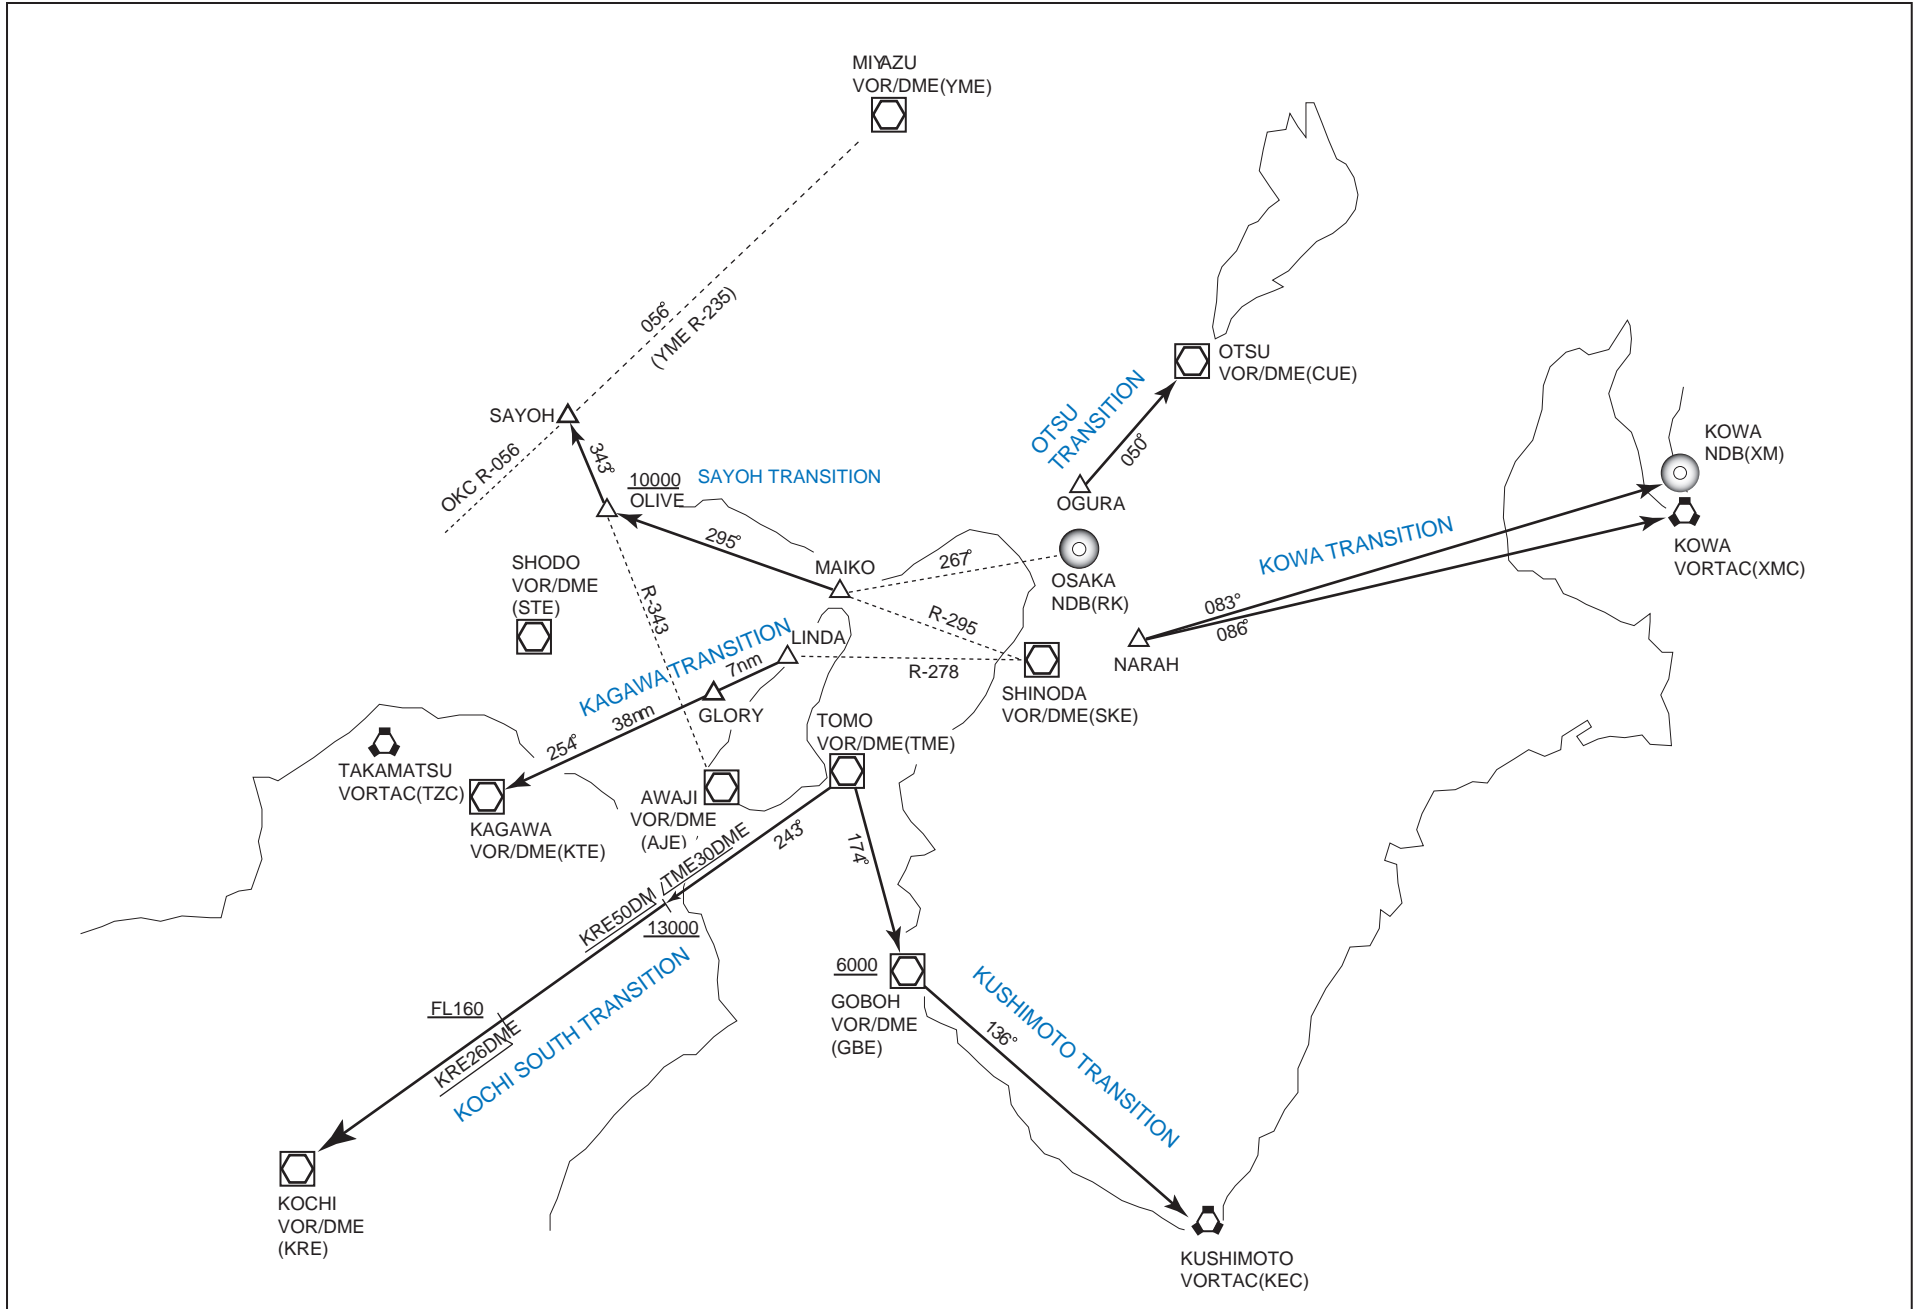 MIYAZU
VOR/DME(YME)
056°
(YME R-235)
OTSU
VOR/DME(CUE)
OTSU
TRANSITION
050°
OGURA
SAYOH
OKC R-056
343°
10000
OLIVE
SAYOH TRANSITION
295°
KOWA
NDB(XM)
KOWA
VORTAC(XMC)
KOWA TRANSITION
083°
086°
NARAH
SHODO
VOR/DME
(STE)
MAIKO
267°
OSAKA
NDB(RK)
R-343
R-295
LINDA
KAGAWA TRANSITION
7nm
R-278
SHINODA
VOR/DME(SKE)
GLORY
38nm
254°
TOMO
VOR/DME(TME)
TAKAMATSU
VORTAC(TZC)
KAGAWA
VOR/DME(KTE)
AWAJI
VOR/DME
(AJE)
243°
174°
TME30DME
KRE50DM
13000
6000
GOBOH
VOR/DME
(GBE)
FL160
KRE26DME
KOCHI SOUTH TRANSITION
136°
KUSHIMOTO TRANSITION
KOCHI
VOR/DME
(KRE)
KUSHIMOTO
VORTAC(KEC)